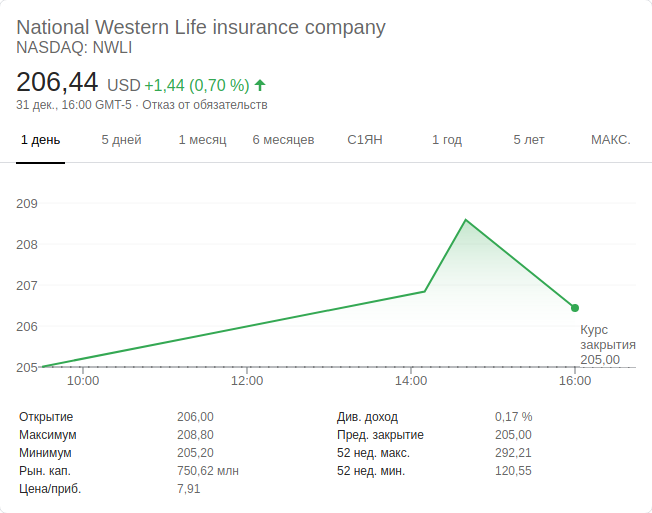 National Western Life insurance company
NASDAQ: NWLI
206,44 USD +1,44 (0,70 %)
31 дек., 16:00 GMT-5 · Отказ от обязательств
1 день 5 дней 1 месяц 6 месяцев С1ЯН 1 год 5 лет МАКС.
209
208
207
206
205
Курс
закрытия
205,00
10:00 12:00 14:00 16:00
Открытие 206,00 Див. доход 0,17 %
Максимум 208,80 Пред. закрытие 205,00
Минимум 205,20 52 нед. макс. 292,21
Рын. кап. 750,62 млн 52 нед. мин. 120,55
Цена/приб. 7,91